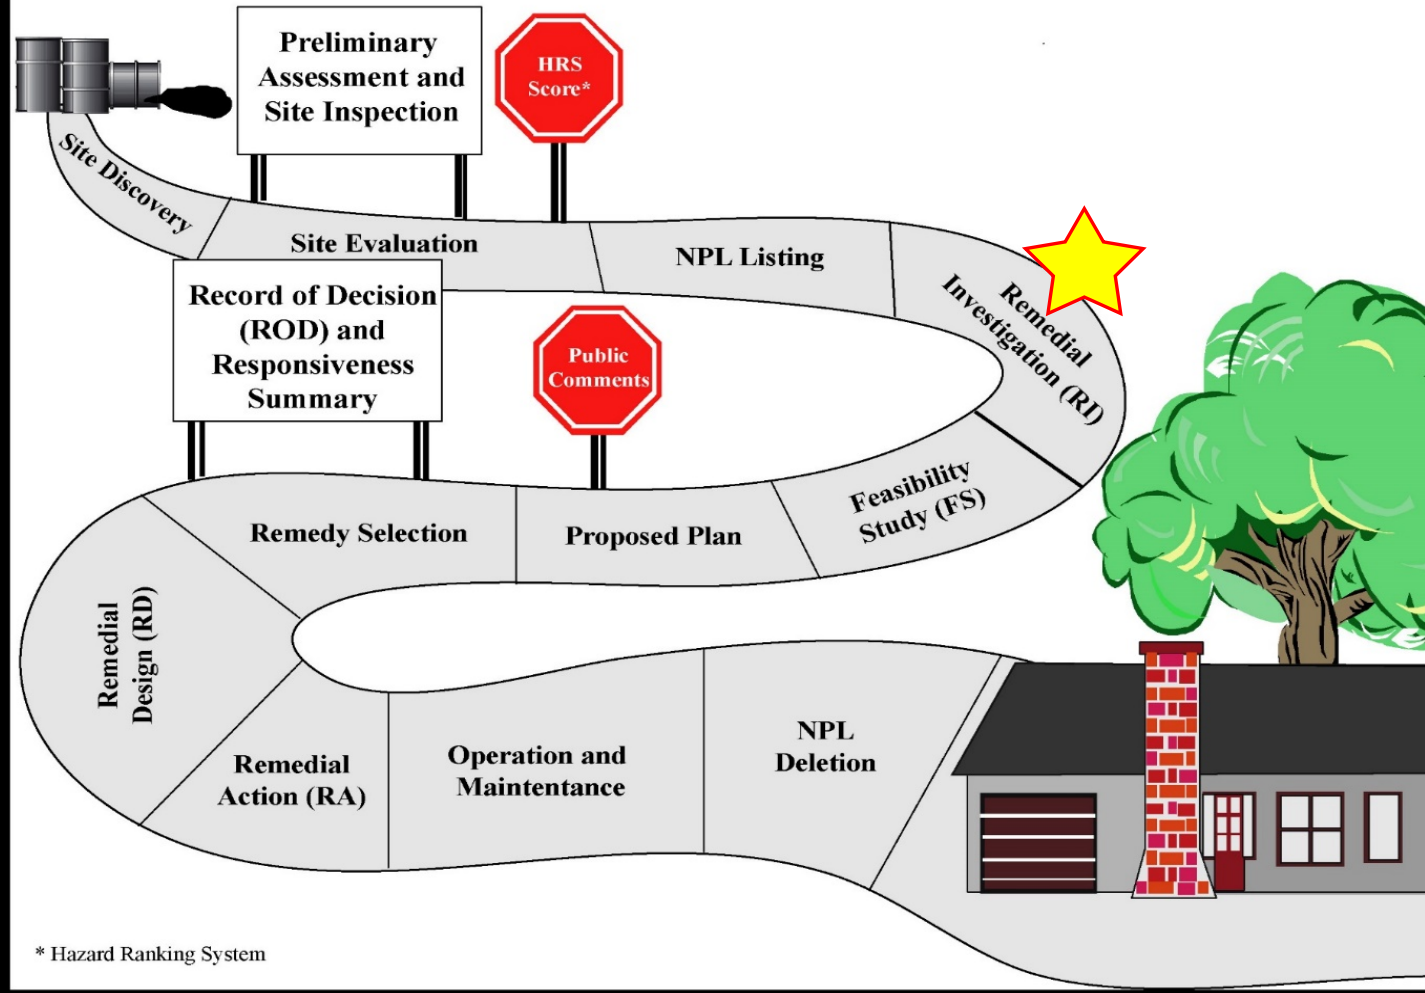 Preliminary
Assessment and
Site Inspection
HRS
Score*
Site Discovery
Site Evaluation
NPL Listing
Remedial
Investigation (RI)
Record of Decision
(ROD) and
Responsiveness
Summary
Public
Comments
Feasibility
Study (FS)
Proposed Plan
Remedy Selection
Remedial
Design (RD)
Remedial
Action (RA)
Operation and
Maintentance
NPL
Deletion
* Hazard Ranking System